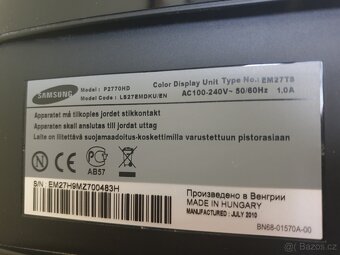 SAMSUNG
Color Display Unit Type No.: EM27TS
Model : P2770HD
Model code : LS27EMDKU/EN
AC100-240V~ 50/60Hz 1.0A
Apparatet må tilkoples jordet stikkontakt
Apparaten skall anslutas till jordat uttag
Laite on liitettävä suojamaadoitus-koskettimilla varustettuun pistorasiaan
AB57
S/N : EM27H9MZ700483H
Произведено в Венгрии
MADE IN HUNGARY
MANUFACTURED : JULY 2010
BN68-01570A-00
Sbazar.cz